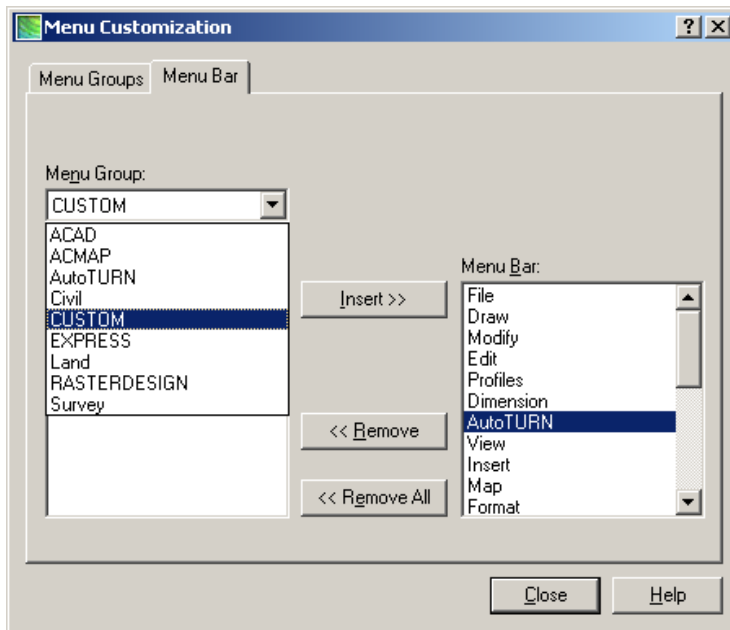 Menu Customization
Menu Groups
Menu Bar
Menu Group:
CUSTOM
ACAD
ACMAP
AutoTURN
Civil
CUSTOM
EXPRESS
Land
RASTERDESIGN
Survey
Insert >>
<< Remove
<< Remove All
Menu Bar:
File
Draw
Modify
Edit
Profiles
Dimension
AutoTURN
View
Insert
Map
Format
Close
Help